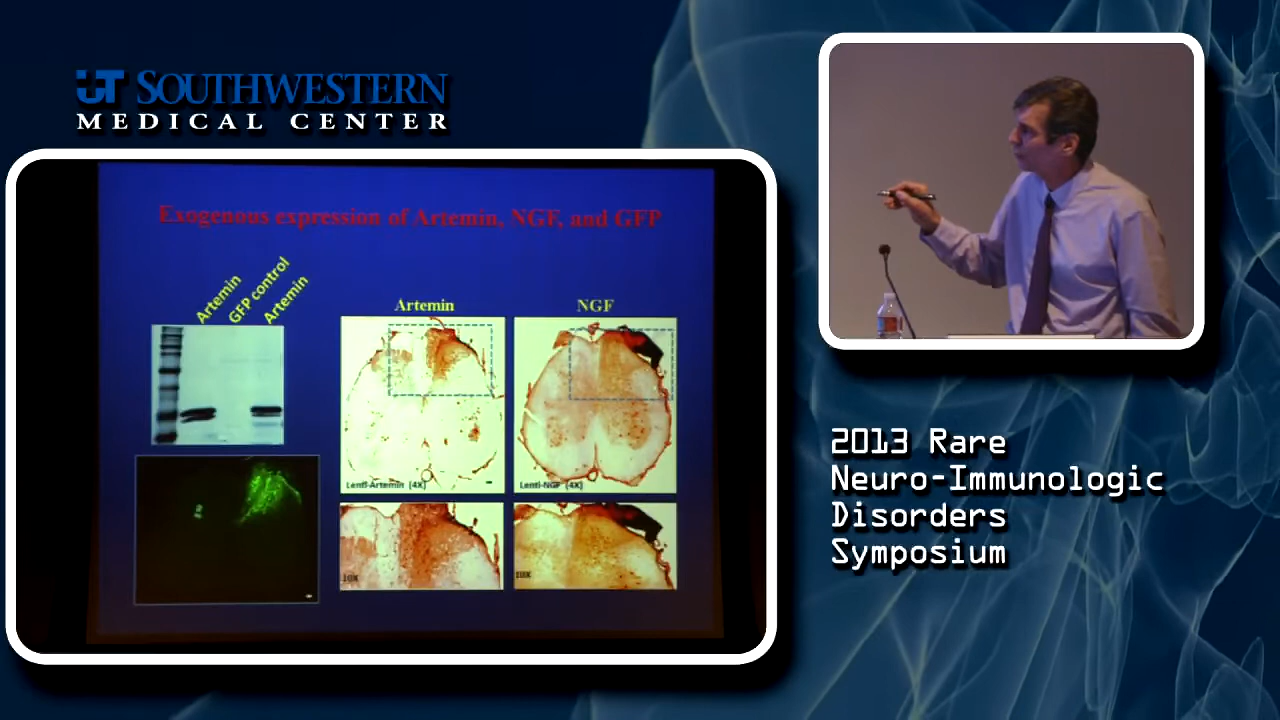 UT SOUTHWESTERN
MEDICAL CENTER
Exogenous expression of Artemin, NGF, and GFP
Artemin
GFP control
Artemin
Artemin
NGF
Lenti-Artemin (4X)
Lenti-NGF (4X)
10X
10X
2013 Rare
Neuro-Immunologic
Disorders
Symposium